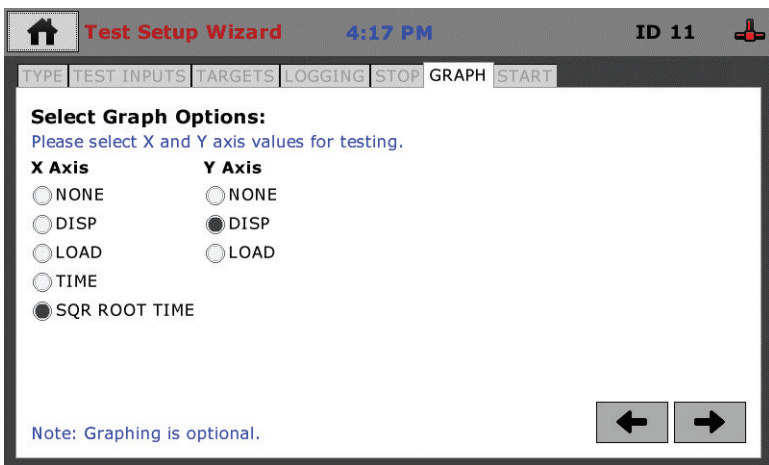 Test Setup Wizard 4:17 PM ID 11
TYPE TEST INPUTS TARGETS LOGGING STOP GRAPH START
Select Graph Options:
Please select X and Y axis values for testing.
X Axis Y Axis
NONE NONE
DISP DISP
LOAD LOAD
TIME
SQR ROOT TIME
Note: Graphing is optional.